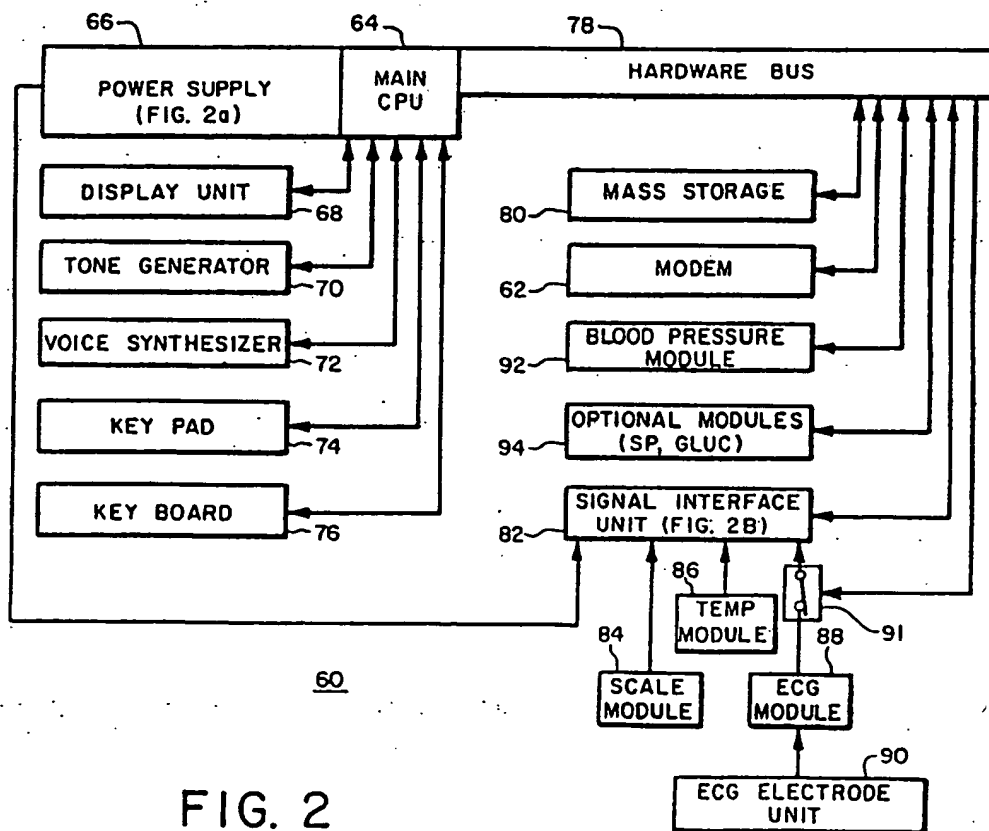 66
64
78
POWER SUPPLY
(FIG. 2a)
MAIN
CPU
HARDWARE BUS
DISPLAY UNIT
68
TONE GENERATOR
70
VOICE SYNTHESIZER
72
KEY PAD
74
KEY BOARD
76
MASS STORAGE
80
MODEM
62
BLOOD PRESSURE
MODULE
92
OPTIONAL MODULES
(SP, GLUC)
94
SIGNAL INTERFACE
UNIT (FIG. 2B)
82
86
TEMP
MODULE
91
84
SCALE
MODULE
88
ECG
MODULE
60
90
ECG ELECTRODE
UNIT
FIG. 2